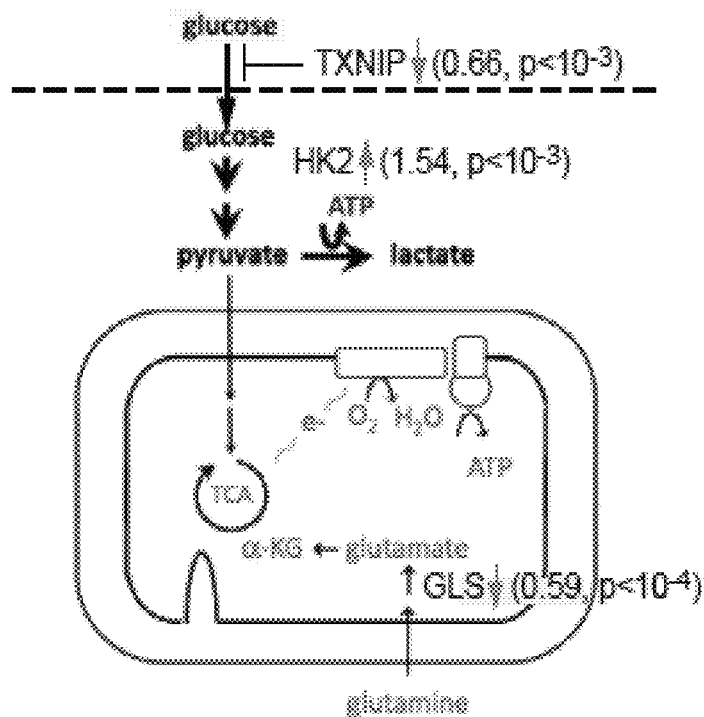 glucose
TXNIP↓(0.66, p<10⁻³)
glucose
HK2↑(1.54, p<10⁻³)
ATP
pyruvate → lactate
e- O₂ H₂O
ATP
TCA
α-KG ← glutamate
GLS↓(0.59, p<10⁻⁴)
glutamine